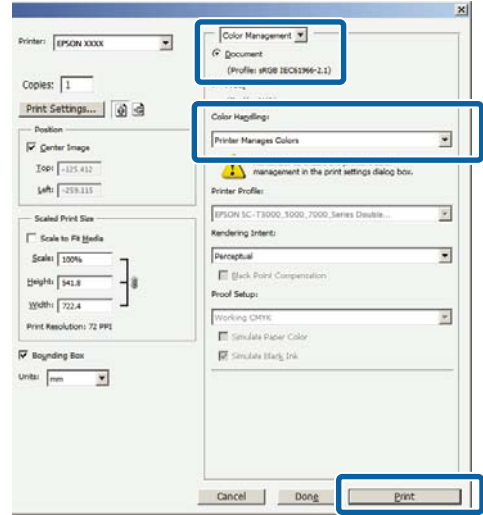 Printer: EPSON XXXX
Copies: 1
Print Settings...
Position
Center Image
Top: -125.412
Left: -259.115
Scaled Print Size
Scale to Fit Media
Scale: 100%
Height: 541.8
Width: 722.4
Print Resolution: 72 PPI
Bounding Box
Units: mm
Color Management
Document
(Profile: sRGB IEC61966-2.1)
Color Handling:
Printer Manages Colors
management in the print settings dialog box.
Printer Profile:
EPSON SC-T3000_5000_7000_Series Double...
Rendering Intent:
Perceptual
Black Point Compensation
Proof Setup:
Working CMYK
Simulate Paper Color
Simulate Black Ink
Cancel
Done
Print